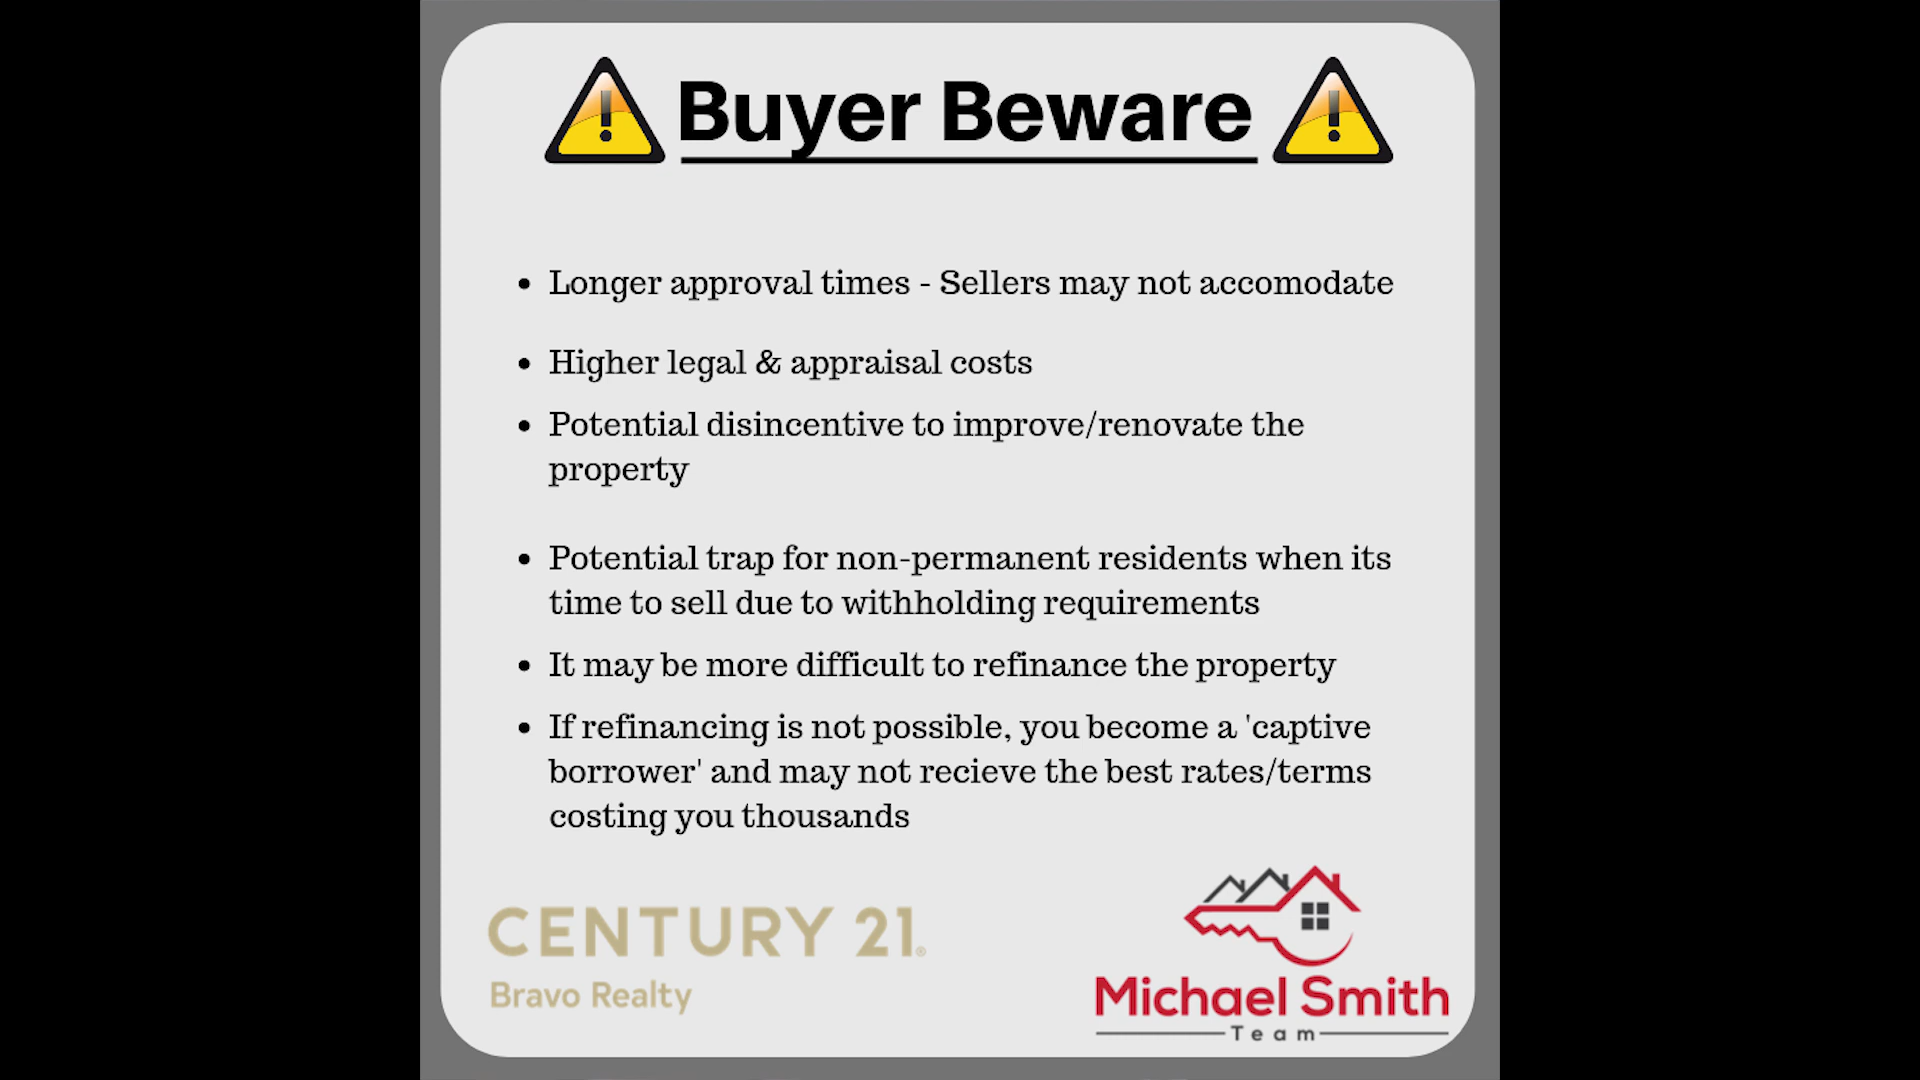 Buyer Beware
• Longer approval times - Sellers may not accomodate
• Higher legal & appraisal costs
• Potential disincentive to improve/renovate the
property
• Potential trap for non-permanent residents when its
time to sell due to withholding requirements
• It may be more difficult to refinance the property
• If refinancing is not possible, you become a 'captive
borrower' and may not recieve the best rates/terms
costing you thousands
CENTURY 21®
Bravo Realty
Michael Smith
Team